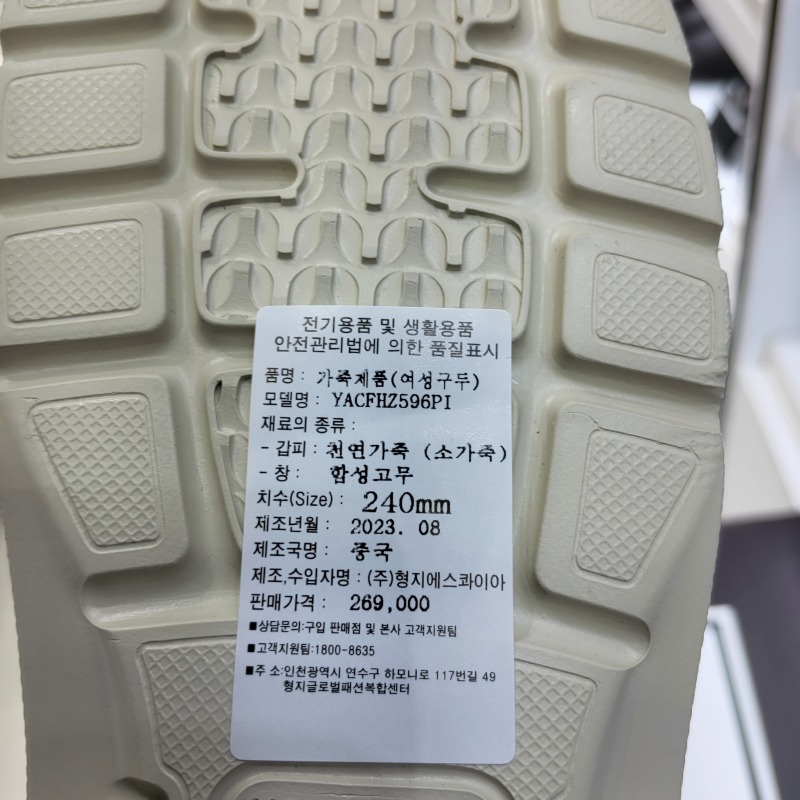 전기용품 및 생활용품
안전관리법에 의한 품질표시
품명 : 가죽제품(여성구두)
모델명 : YACFHZ596PI
재료의 종류 :
- 갑피 : 천연가죽 (소가죽)
- 창 : 합성고무
치수(Size) : 240mm
제조년월 : 2023. 08
제조국명 : 중국
제조,수입자명 : (주)형지에스콰이아
판매가격 : 269,000
■상담문의:구입 판매점 및 본사 고객지원팀
■고객지원팀:1800-8635
■주 소:인천광역시 연수구 하모니로 117번길 49
형지글로벌패션복합센터